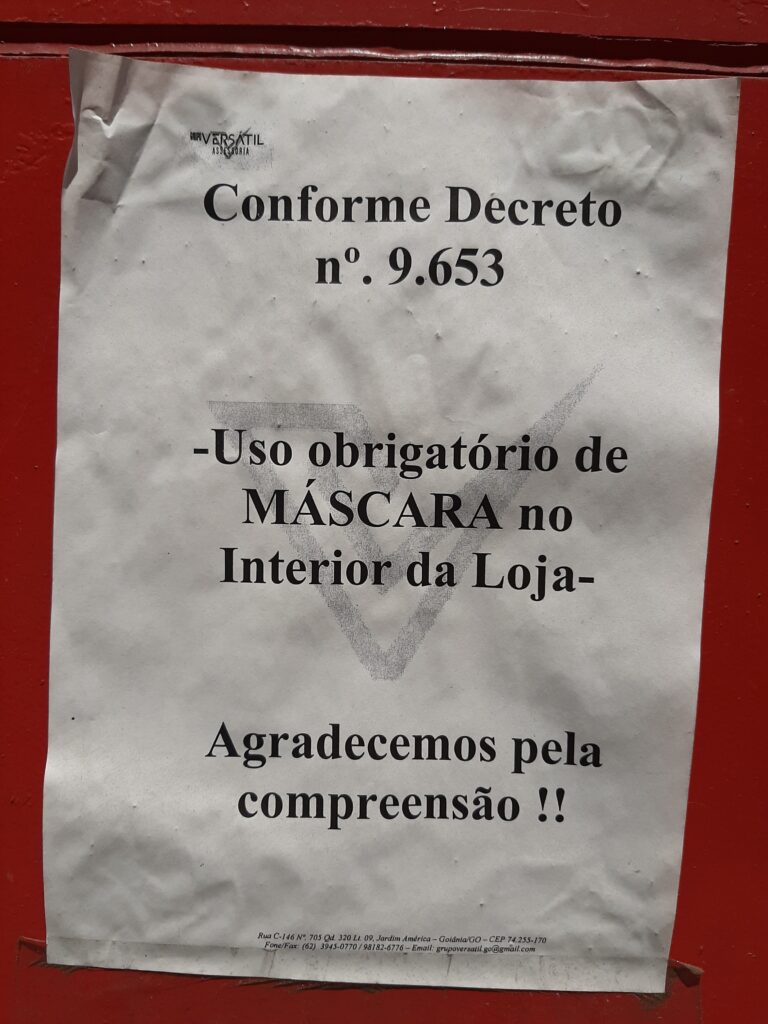 VERSÁTIL
ASSESSORIA
Conforme Decreto
nº. 9.653
-Uso obrigatório de
MÁSCARA no
Interior da Loja-
Agradecemos pela
compreensão !!
Rua C-146 Nº. 705 Qd. 320 Lt. 09, Jardim América – Goiânia/GO – CEP 74.255-170
Fone/Fax: (62) 3945-0770 / 98182-6776 – Email: grupoversatil.go@gmail.com